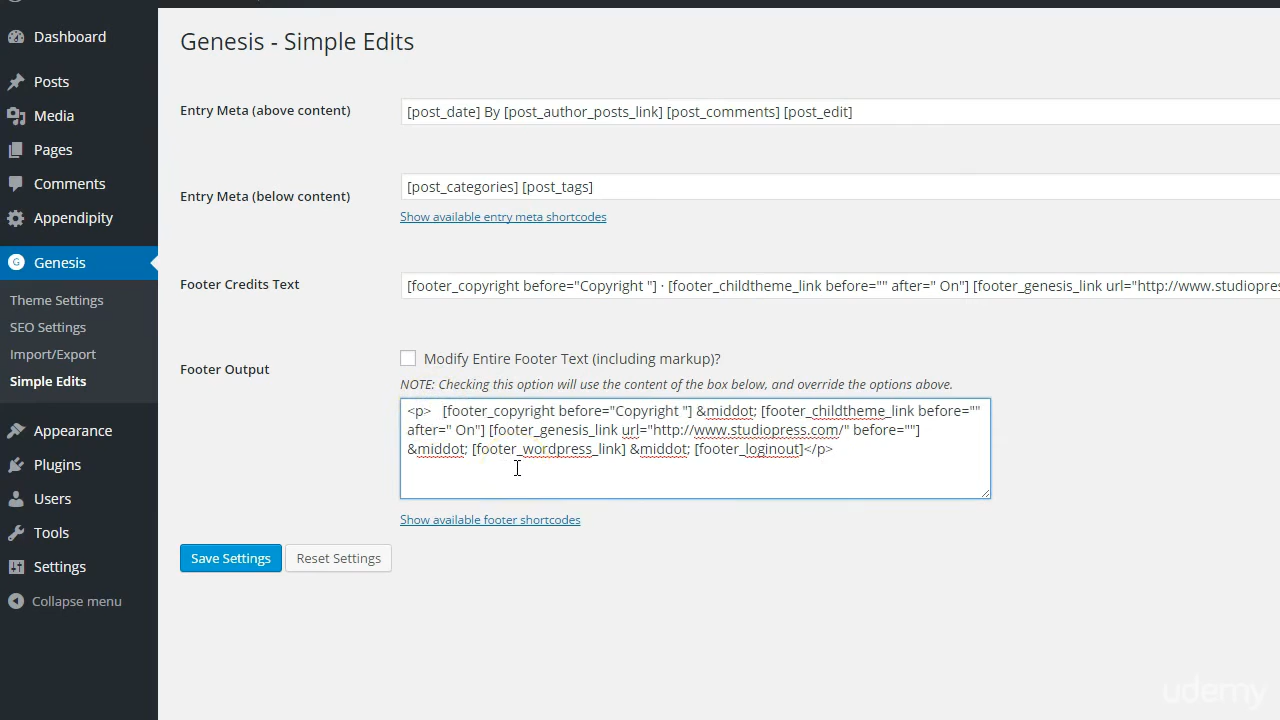 Dashboard
Posts
Media
Pages
Comments
Appendipity
G Genesis
Theme Settings
SEO Settings
Import/Export
Simple Edits
Appearance
Plugins
Users
Tools
Settings
Collapse menu
Genesis - Simple Edits
Entry Meta (above content)
[post_date] By [post_author_posts_link] [post_comments] [post_edit]
Entry Meta (below content)
[post_categories] [post_tags]
Show available entry meta shortcodes
Footer Credits Text
[footer_copyright before="Copyright "] · [footer_childtheme_link before="" after=" On"] [footer_genesis_link url="http://www.studiopres
Footer Output
Modify Entire Footer Text (including markup)?
NOTE: Checking this option will use the content of the box below, and override the options above.
<p>   [footer_copyright before="Copyright "] &middot; [footer_childtheme_link before=""
after=" On"] [footer_genesis_link url="http://www.studiopress.com/" before=""]
&middot; [footer_wordpress_link] &middot; [footer_loginout]</p>
Show available footer shortcodes
Save Settings
Reset Settings
udemy